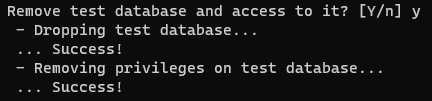 Remove test database and access to it? [Y/n] y
 - Dropping test database...
 ... Success!
 - Removing privileges on test database...
 ... Success!